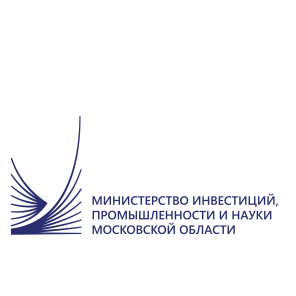 МИНИСТЕРСТВО ИНВЕСТИЦИЙ,
ПРОМЫШЛЕННОСТИ И НАУКИ
МОСКОВСКОЙ ОБЛАСТИ